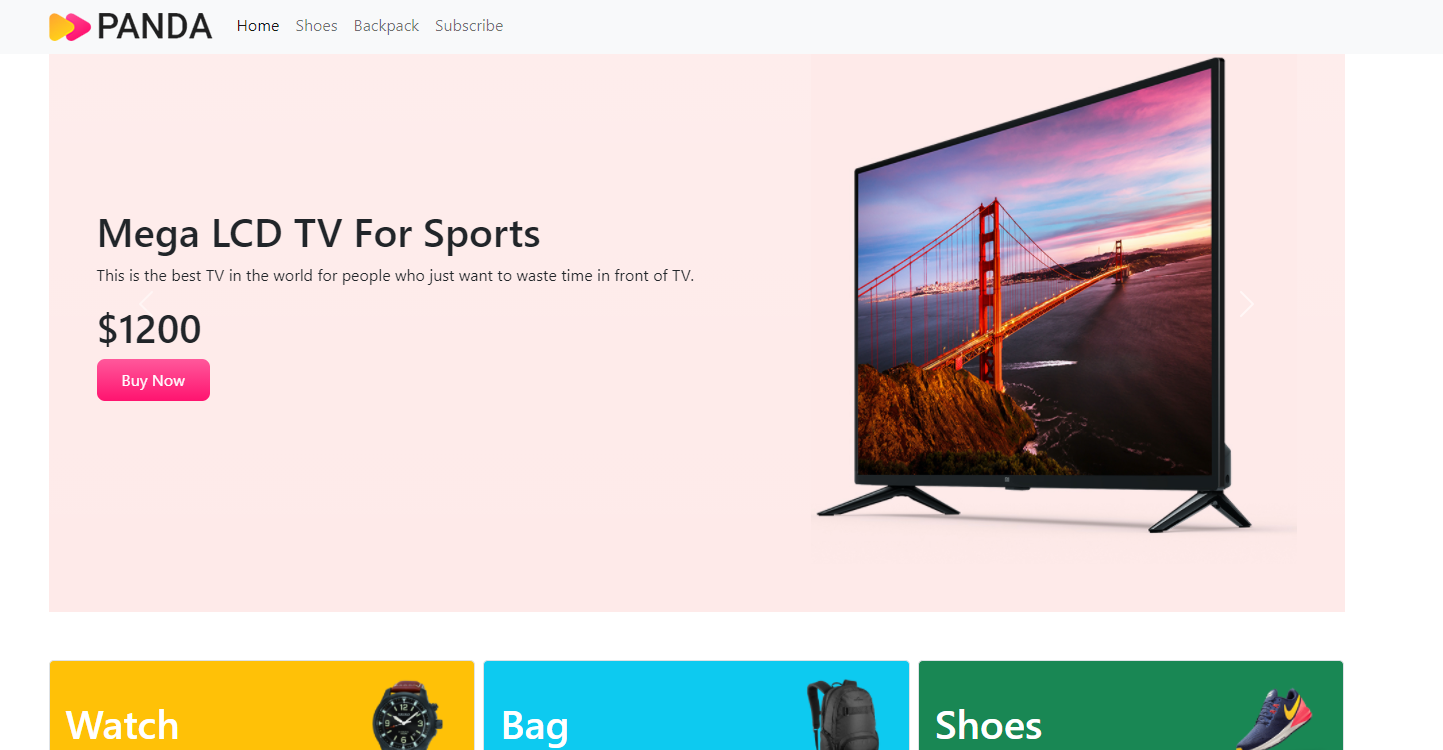 PANDA Home Shoes Backpack Subscribe
Mega LCD TV For Sports
This is the best TV in the world for people who just want to waste time in front of TV.
$1200
Buy Now
Watch Bag Shoes